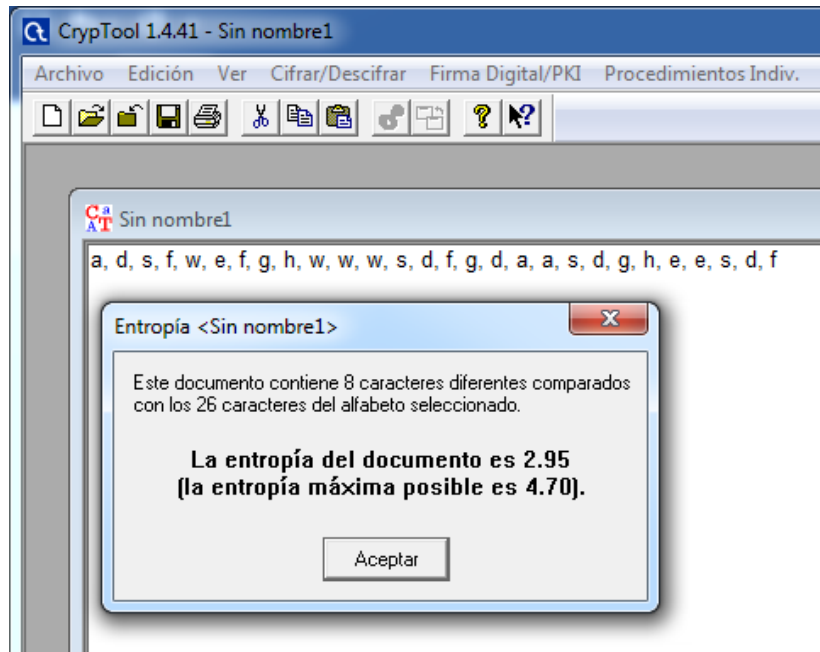 CrypTool 1.4.41 - Sin nombre1
Archivo Edición Ver Cifrar/Descifrar Firma Digital/PKI Procedimientos Indiv.
Sin nombre1
a, d, s, f, w, e, f, g, h, w, w, w, s, d, f, g, d, a, a, s, d, g, h, e, e, s, d, f
Entropía <Sin nombre1>
Este documento contiene 8 caracteres diferentes comparados
con los 26 caracteres del alfabeto seleccionado.
La entropía del documento es 2.95
(la entropía máxima posible es 4.70).
Aceptar